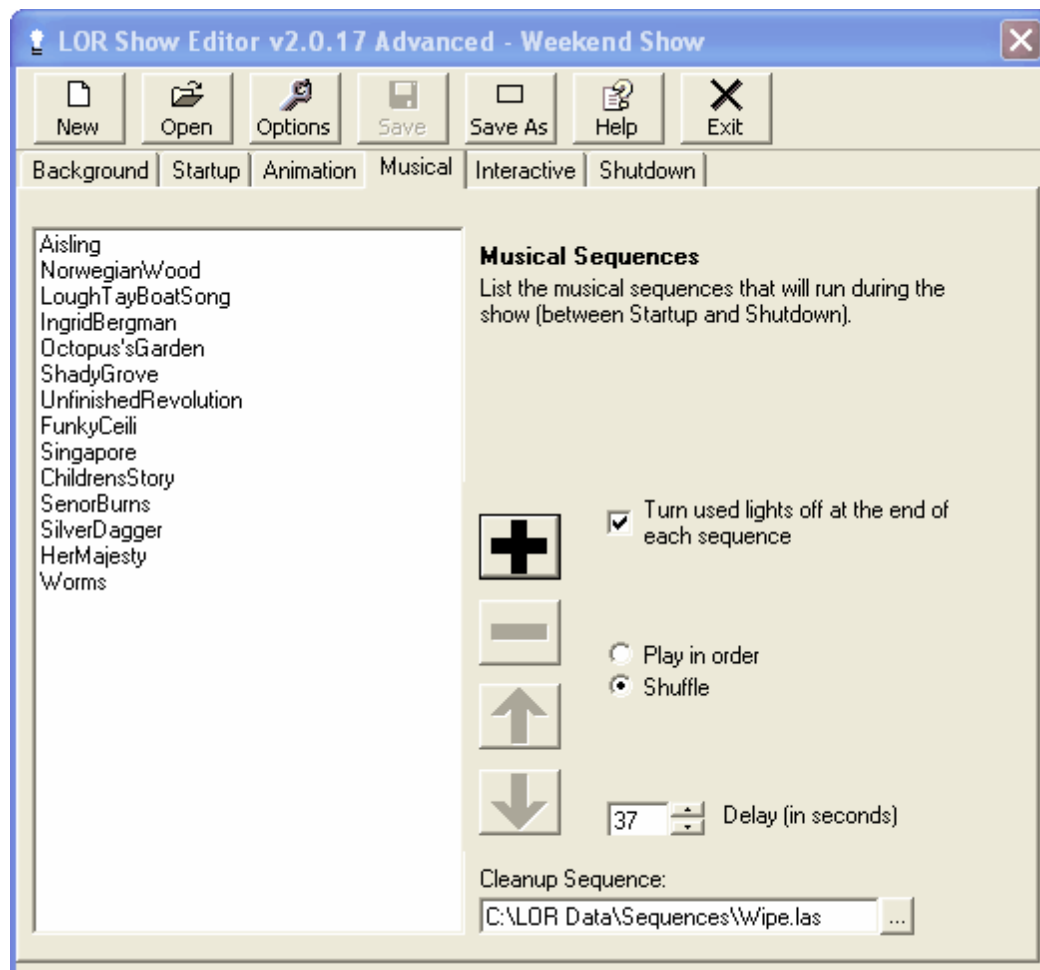 LOR Show Editor v2.0.17 Advanced - Weekend Show
New Open Options Save Save As Help Exit
Background Startup Animation Musical Interactive Shutdown
Aisling
NorwegianWood
LoughTayBoatSong
IngridBergman
Octopus'sGarden
ShadyGrove
UnfinishedRevolution
FunkyCeili
Singapore
ChildrensStory
SenorBurns
SilverDagger
HerMajesty
Worms
Musical Sequences
List the musical sequences that will run during the
show (between Startup and Shutdown).
Turn used lights off at the end of
each sequence
Play in order
Shuffle
37 Delay (in seconds)
Cleanup Sequence:
C:\LOR Data\Sequences\Wipe.las ...